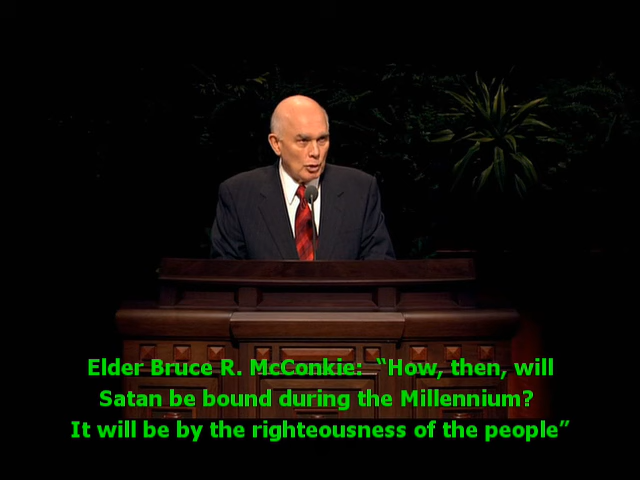 Elder Bruce R. McConkie:  “How, then, will
Satan be bound during the Millennium?
It will be by the righteousness of the people”